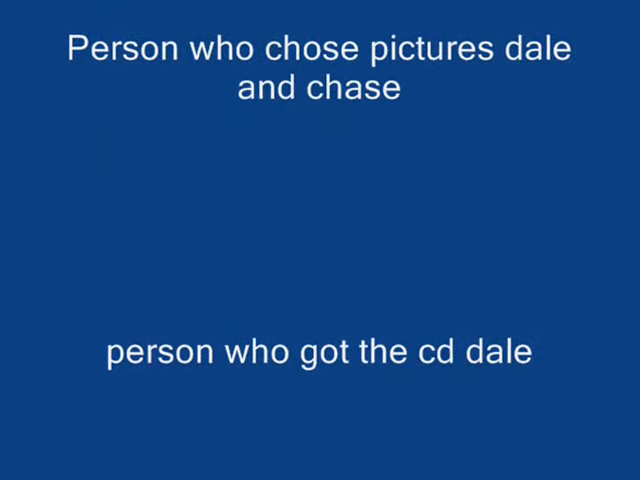 Person who chose pictures dale
and chase
person who got the cd dale